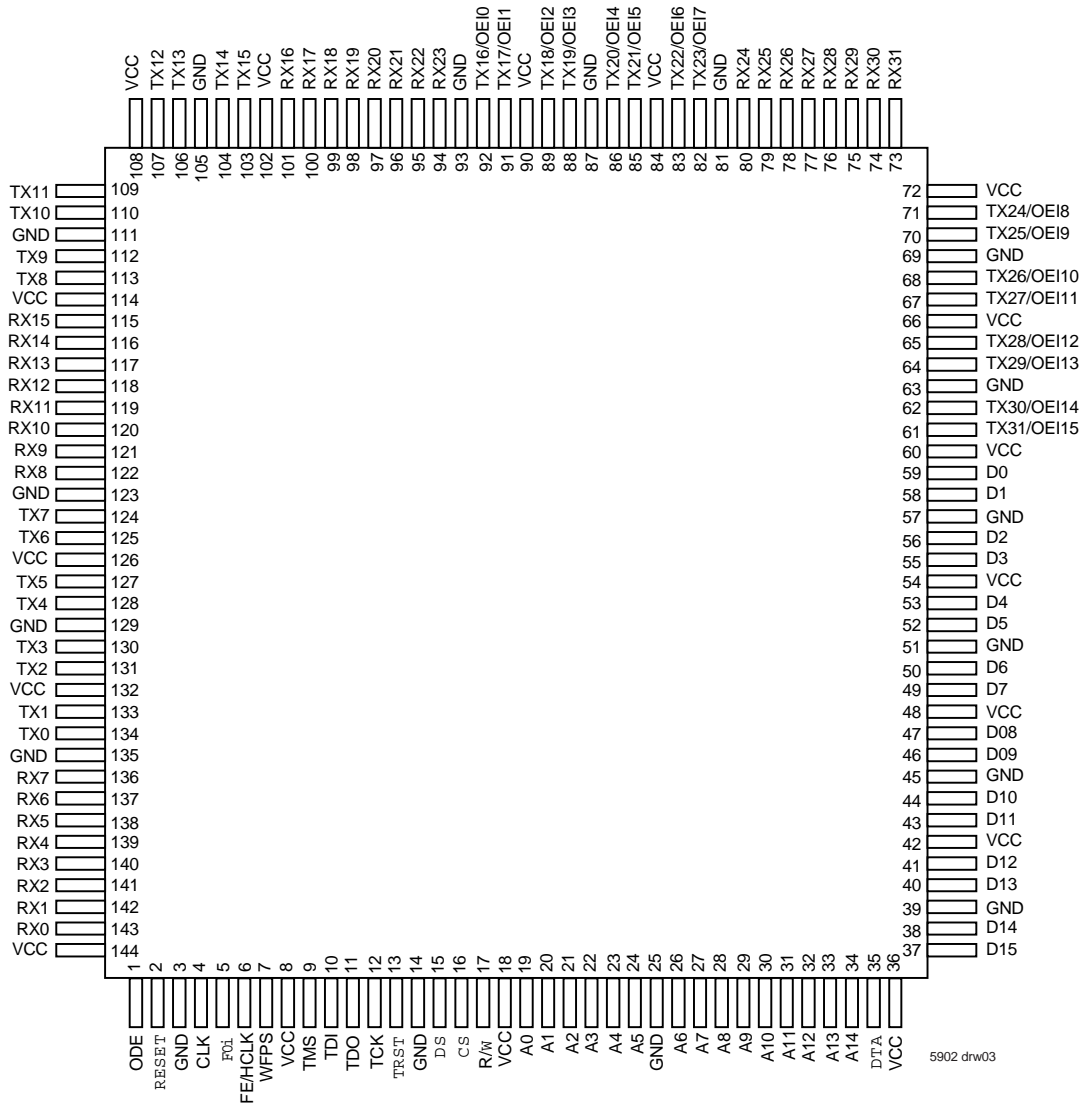 VCC
TX12
TX13
GND
TX14
TX15
VCC
RX16
RX17
RX18
RX19
RX20
RX21
RX22
RX23
GND
TX16/OEI0
TX17/OEI1
VCC
TX18/OEI2
TX19/OEI3
GND
TX20/OEI4
TX21/OEI5
VCC
TX22/OEI6
TX23/OEI7
GND
RX24
RX25
RX26
RX27
RX28
RX29
RX30
RX31
108
107
106
105
104
103
102
101
100
99
98
97
96
95
94
93
92
91
90
89
88
87
86
85
84
83
82
81
80
79
78
77
76
75
74
73
TX11 109
TX10 110
GND 111
TX9 112
TX8 113
VCC 114
RX15 115
RX14 116
RX13 117
RX12 118
RX11 119
RX10 120
RX9 121
RX8 122
GND 123
TX7 124
TX6 125
VCC 126
TX5 127
TX4 128
GND 129
TX3 130
TX2 131
VCC 132
TX1 133
TX0 134
GND 135
RX7 136
RX6 137
RX5 138
RX4 139
RX3 140
RX2 141
RX1 142
RX0 143
VCC 144
72 VCC
71 TX24/OEI8
70 TX25/OEI9
69 GND
68 TX26/OEI10
67 TX27/OEI11
66 VCC
65 TX28/OEI12
64 TX29/OEI13
63 GND
62 TX30/OEI14
61 TX31/OEI15
60 VCC
59 D0
58 D1
57 GND
56 D2
55 D3
54 VCC
53 D4
52 D5
51 GND
50 D6
49 D7
48 VCC
47 D08
46 D09
45 GND
44 D10
43 D11
42 VCC
41 D12
40 D13
39 GND
38 D14
37 D15
1
2
3
4
5
6
7
8
9
10
11
12
13
14
15
16
17
18
19
20
21
22
23
24
25
26
27
28
29
30
31
32
33
34
35
36
ODE
RESET
GND
CLK
F0i
FE/HCLK
WFPS
VCC
TMS
TDI
TDO
TCK
TRST
GND
DS
CS
R/W
VCC
A0
A1
A2
A3
A4
A5
GND
A6
A7
A8
A9
A10
A11
A12
A13
A14
DTA
VCC
5902 drw03